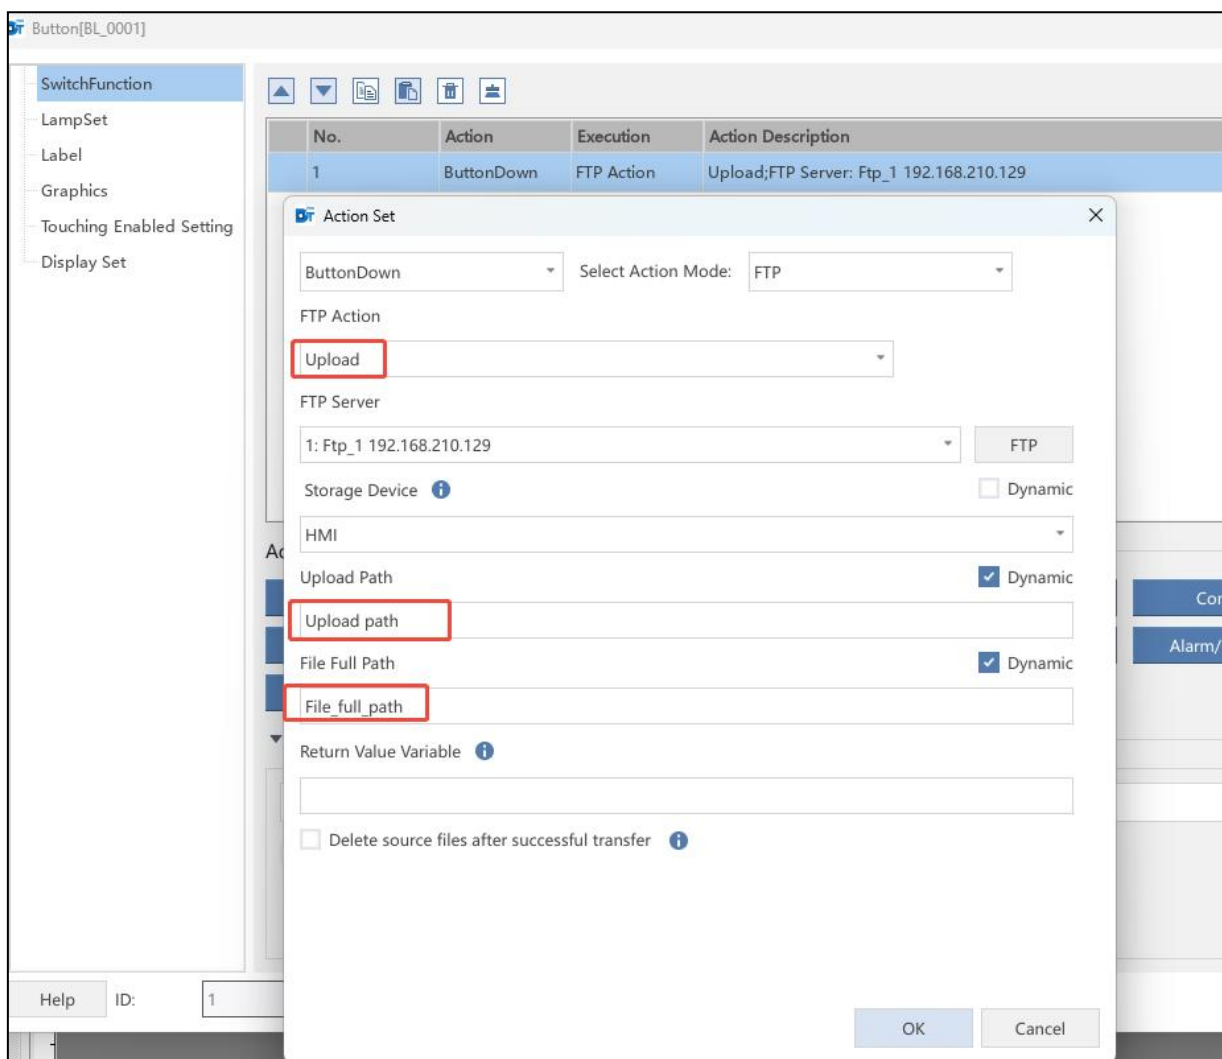 Button[BL_0001]
SwitchFunction
LampSet
Label
Graphics
Touching Enabled Setting
Display Set
No. Action Execution Action Description
1 ButtonDown FTP Action Upload;FTP Server: Ftp_1 192.168.210.129
Action Set
ButtonDown Select Action Mode: FTP
FTP Action
Upload
FTP Server
1: Ftp_1 192.168.210.129 FTP
Storage Device Dynamic
HMI
Upload Path Dynamic
Upload path
File Full Path Dynamic
File_full_path
Return Value Variable
Delete source files after successful transfer
Alarm/
Help ID: 1
OK Cancel